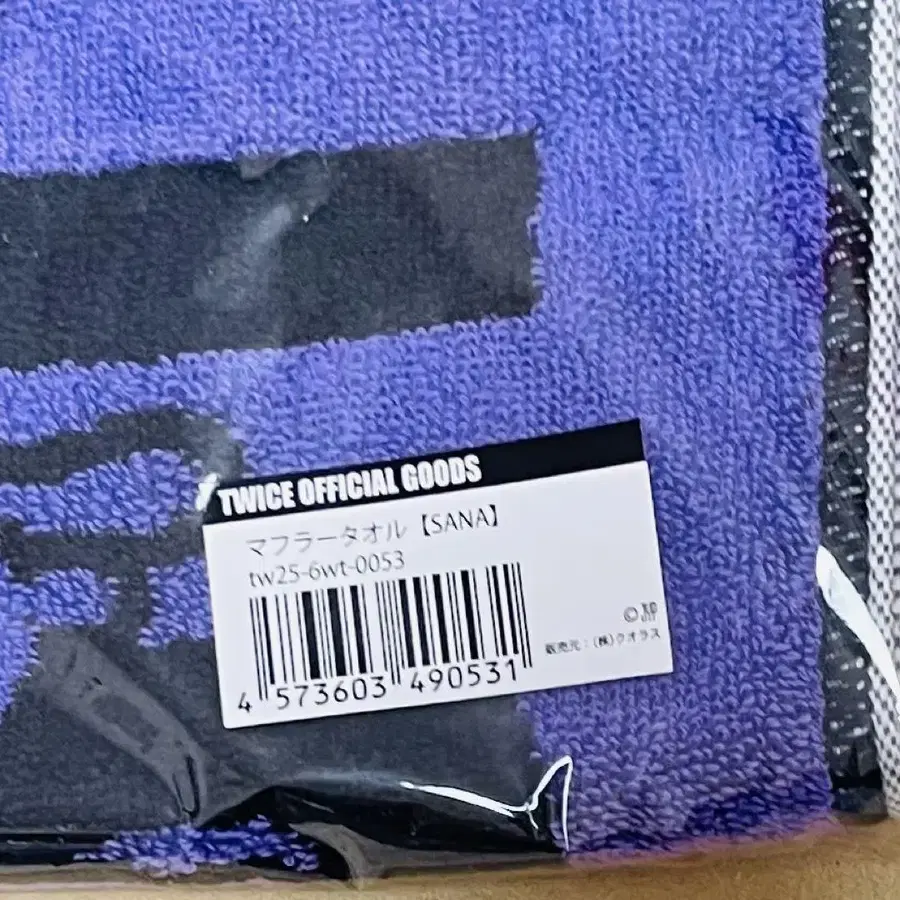 TWICE OFFICIAL GOODS
マフラータオル【SANA】
tw25-6wt-0053
4 573603 490531
©
販売元：(株)クオラス